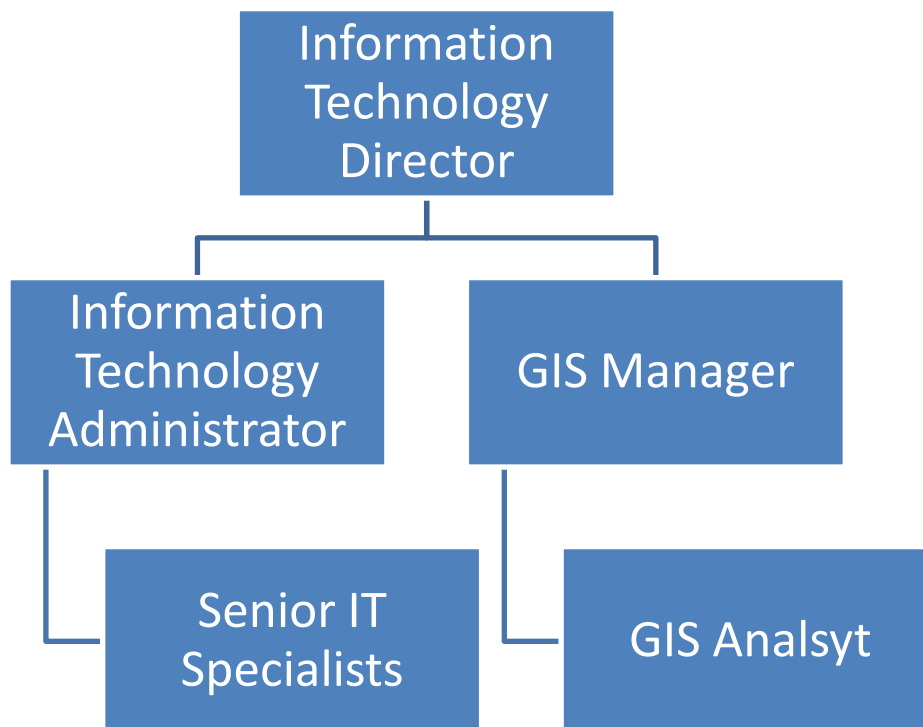 Information
Technology
Director
Information
Technology
Administrator
GIS Manager
Senior IT
Specialists
GIS Analsyt